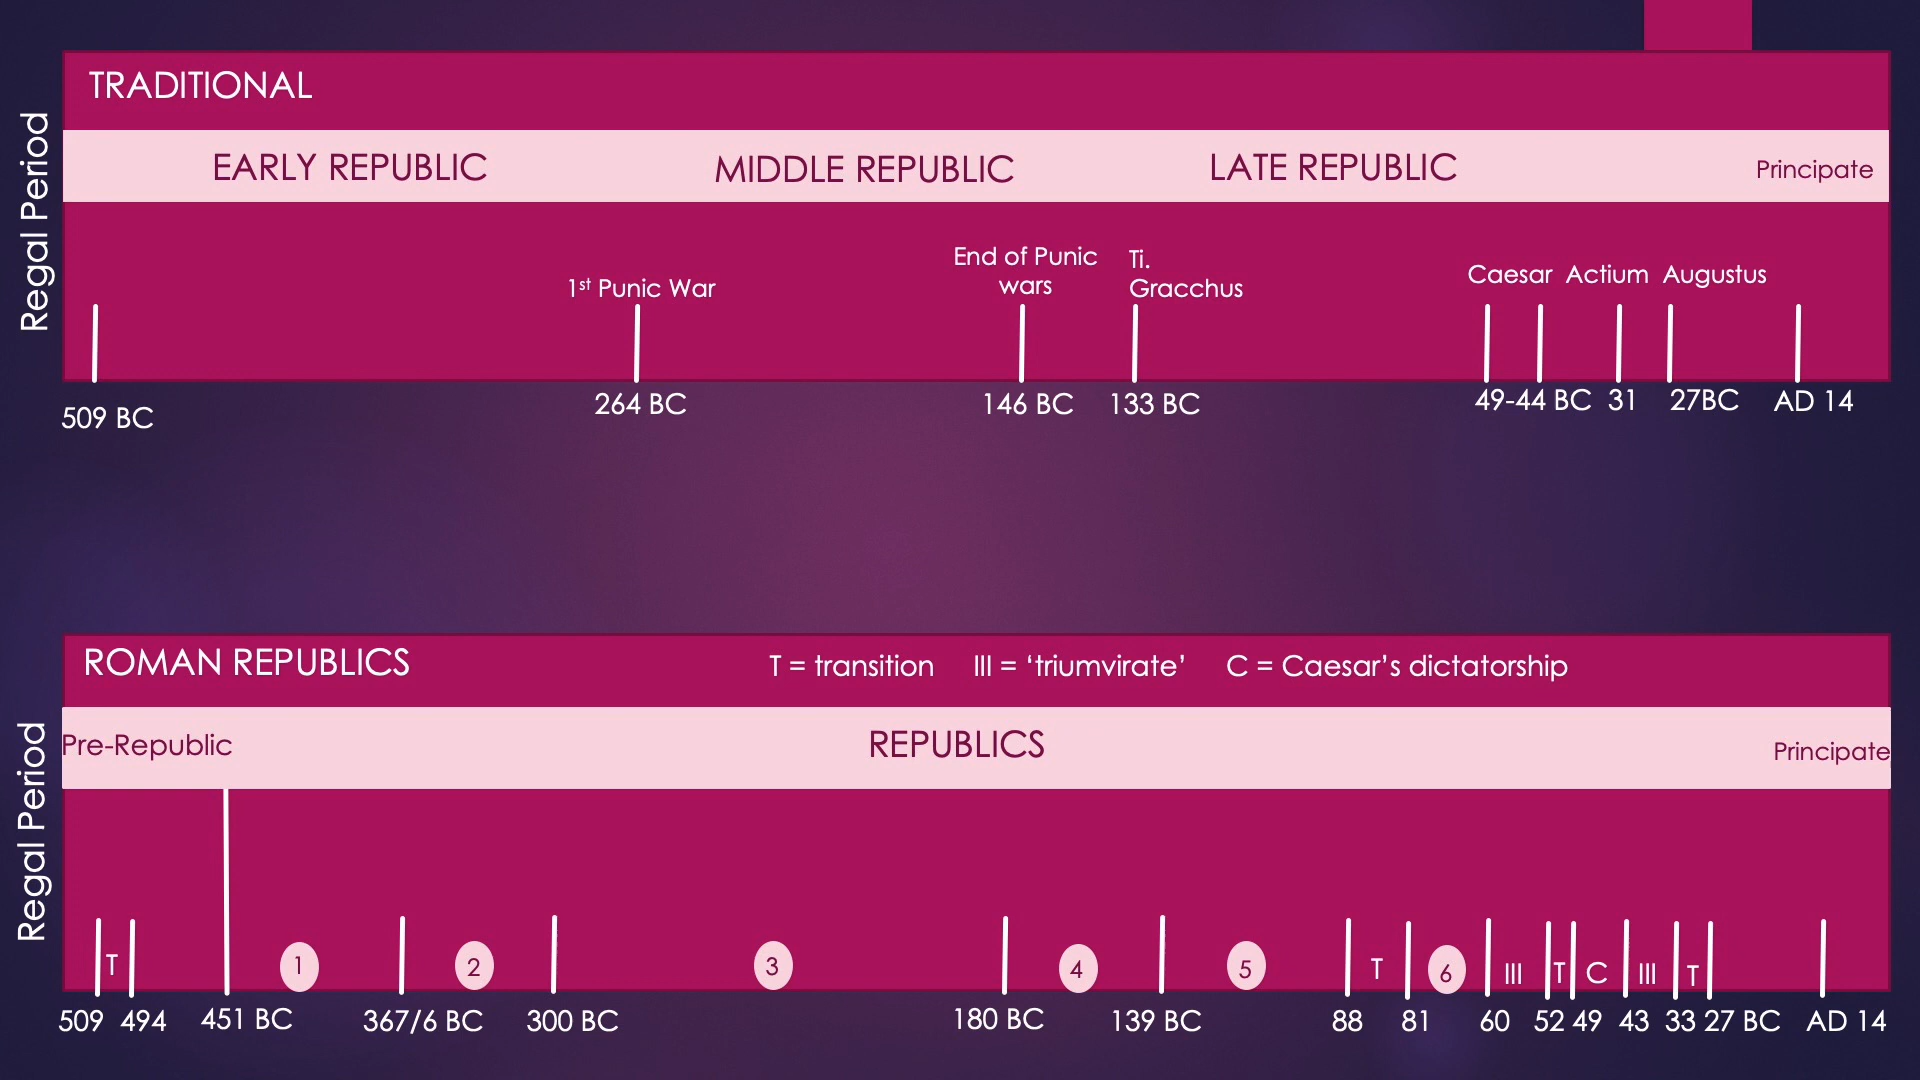 TRADITIONAL
Regal Period
EARLY REPUBLIC MIDDLE REPUBLIC LATE REPUBLIC Principate
1st Punic War
End of Punic
wars
Ti.
Gracchus
Caesar Actium Augustus
509 BC 264 BC 146 BC 133 BC 49-44 BC 31 27BC AD 14
ROMAN REPUBLICS T = transition III = ‘triumvirate’ C = Caesar’s dictatorship
Regal Period
Pre-Republic REPUBLICS Principate
T 1 2 3 4 5 T 6 III T C III T
509 494 451 BC 367/6 BC 300 BC 180 BC 139 BC 88 81 60 52 49 43 33 27 BC AD 14